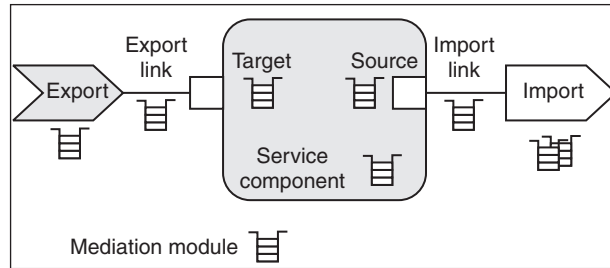 Export
link
Import
link
Target
Source
Export
Import
Service
component
Mediation module